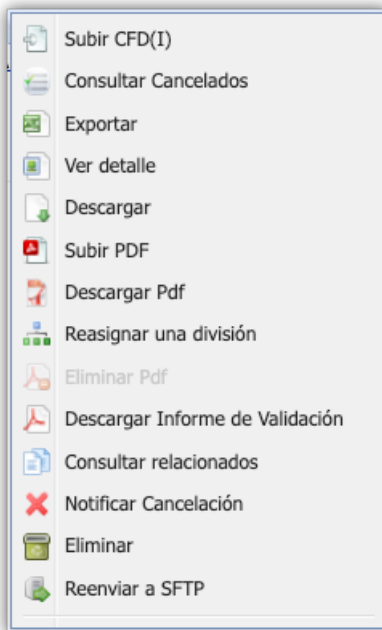 Subir CFD(I)
Consultar Cancelados
Exportar
Ver detalle
Descargar
Subir PDF
Descargar Pdf
Reasignar una división
Eliminar Pdf
Descargar Informe de Validación
Consultar relacionados
Notificar Cancelación
Eliminar
Reenviar a SFTP